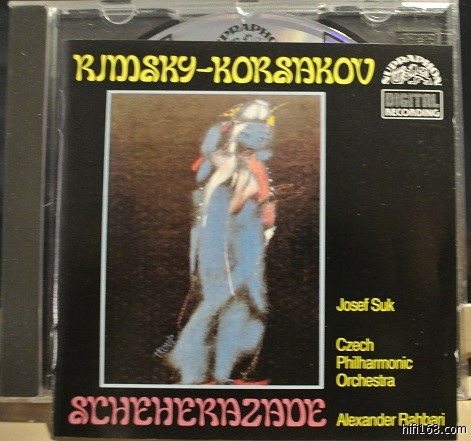 RIMSKY-KORSAKOV
SUPRAPHON
DIGITAL
RECORDING
Josef Suk
Czech
Philharmonic
Orchestra
SCHEHERAZADE
Alexander Rahbari
hifi168.com